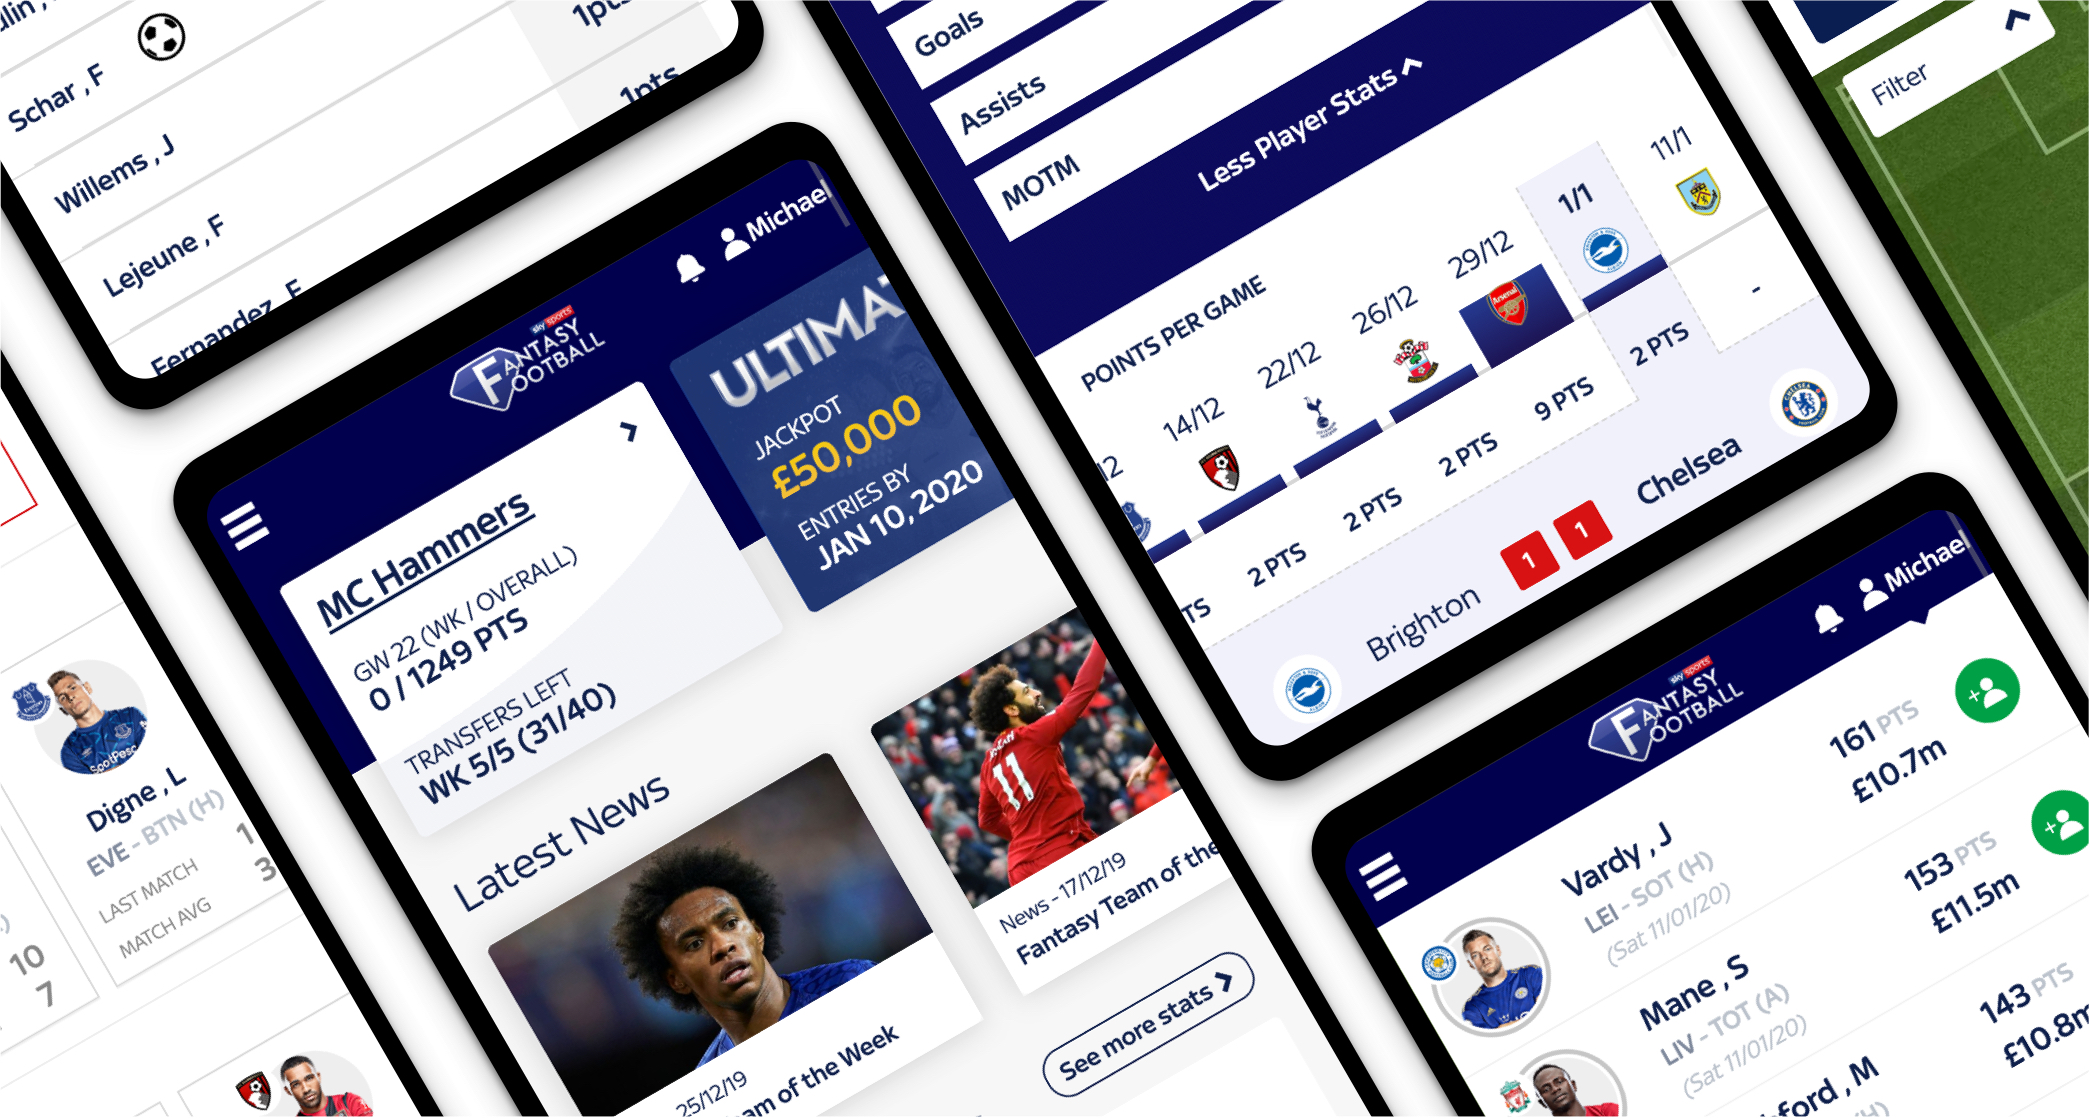 1pts
Schar , F
1pts
Willems , J
Lejeune , F
Fernandez , F
Digne , L
EVE - BTN (H)
LAST MATCH
1
MATCH AVG
3
10
7
Michael
sky sports
FANTASY
FOOTBALL
MC Hammers
GW 22 (WK / OVERALL)
0 / 1249 PTS
TRANSFERS LEFT
WK 5/5 (31/40)
JACKPOT
£50,000
ENTRIES BY
JAN 10, 2020
Latest News
25/12/19
of the Week
11
News - 17/12/19
Fantasy Team of the
See more stats
Goals
Assists
MOTM
Less Player Stats
POINTS PER GAME
14/12
22/12
26/12
29/12
1/1
11/1
Arsenal
2 PTS
2 PTS
2 PTS
9 PTS
2 PTS
-
Brighton
1
1
Chelsea
Filter
Michael
sky sports
FANTASY
FOOTBALL
Vardy , J
LEI - SOT (H)
(Sat 11/01/20)
161 PTS
£10.7m
Mane , S
LIV - TOT (A)
(Sat 11/01/20)
153 PTS
£11.5m
143 PTS
£10.8m